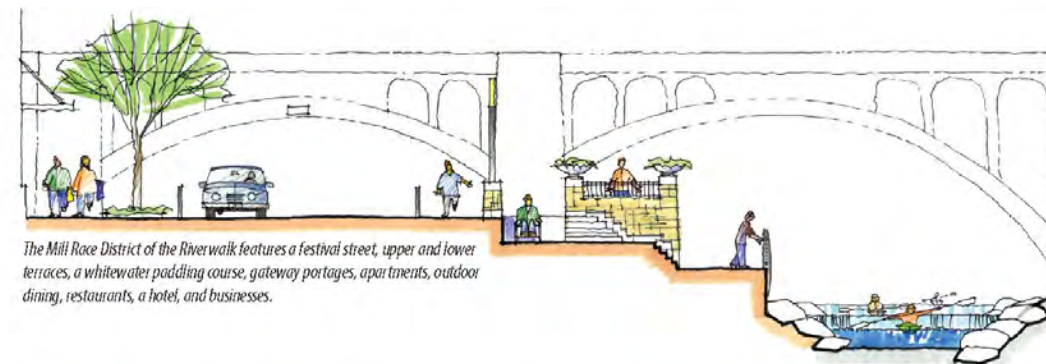 The Mill Race District of the Riverwalk features a festival street, upper and lower
terraces, a whitewater paddling course, gateway portages, apartments, outdoor
dining, restaurants, a hotel, and businesses.